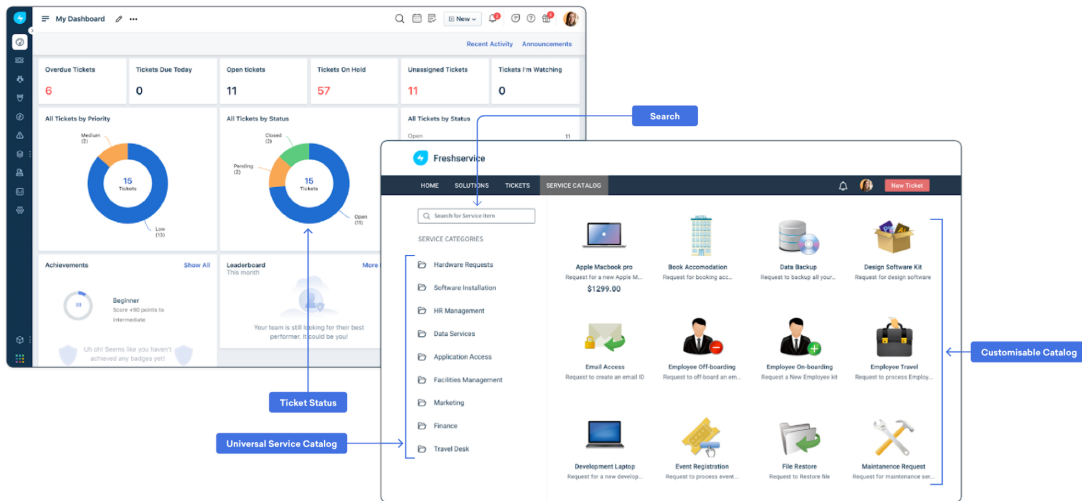 My Dashboard
New
Recent Activity Announcements
Overdue Tickets
6
Tickets Due Today
0
Open tickets
11
Tickets On Hold
57
Unassigned Tickets
11
Tickets I'm Watching
0
All Tickets by Priority
Medium
(2)
15
Tickets
Low
(13)
All Tickets by Status
Closed
(2)
Pending
(2)
15
Tickets
Open
(11)
All Tickets by Status
Open 11
Achievements Show All
Beginner
Score +80 points to
intermediate
Uh oh! Seems like you haven't
achieved any badges yet!
Leaderboard More
This month
Your team is still looking for their best
performer. It could be you!
Search
Ticket Status
Universal Service Catalog
Customisable Catalog
Freshservice
HOME SOLUTIONS TICKETS SERVICE CATALOG New Ticket
Search for Service item
SERVICE CATEGORIES
Hardware Requests
Software Installation
HR Management
Data Services
Application Access
Facilities Management
Marketing
Finance
Travel Desk
Apple Macbook pro
Request for a new Apple M...
$1299.00
Book Accomodation
Request for booking acc...
Data Backup
Request to backup all your...
Design Software Kit
Request for design software
Email Access
Request to create an email ID
Employee Off-boarding
Request to off-board an em...
Employee On-boarding
Request a New Employee kit
Employee Travel
Request to process Employ...
Development Laptop
Request for a new develop...
Event Registration
Request to process event...
File Restore
Request to Restore file
Maintanence Request
Request for maintenance ser...